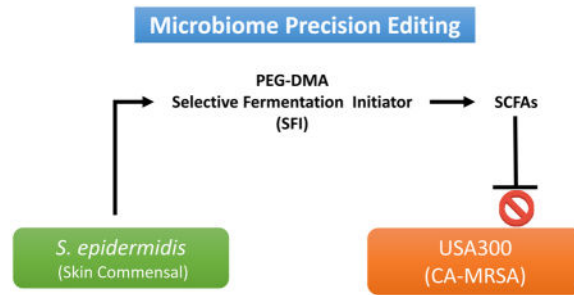 Microbiome Precision Editing
PEG-DMA
Selective Fermentation Initiator
(SFI)
SCFAs
S. epidermidis
(Skin Commensal)
USA300
(CA-MRSA)